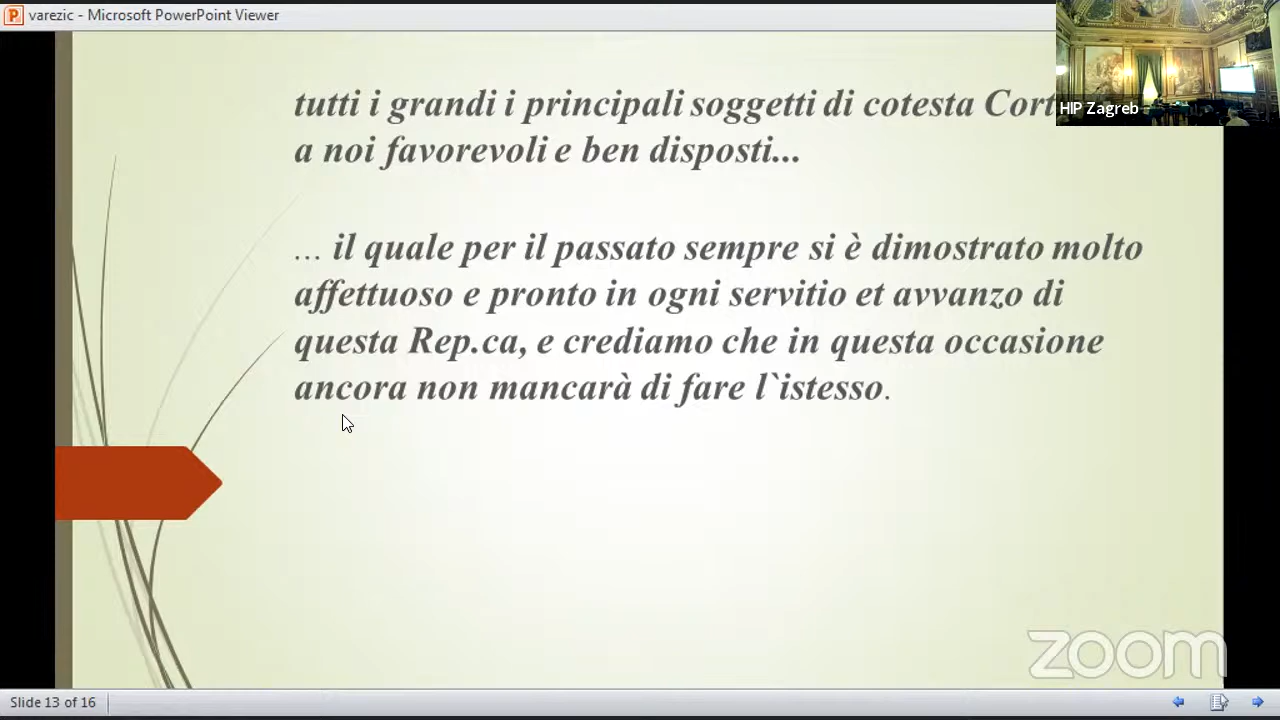 varezic - Microsoft PowerPoint Viewer
HIP Zagreb
tutti i grandi i principali soggetti di cotesta
a noi favorevoli e ben disposti...
... il quale per il passato sempre si è dimostrato molto
affettuoso e pronto in ogni servitio et avvanzo di
questa Rep.ca, e crediamo che in questa occasione
ancora non mancarà di fare l`istesso.
zoom
Slide 13 of 16